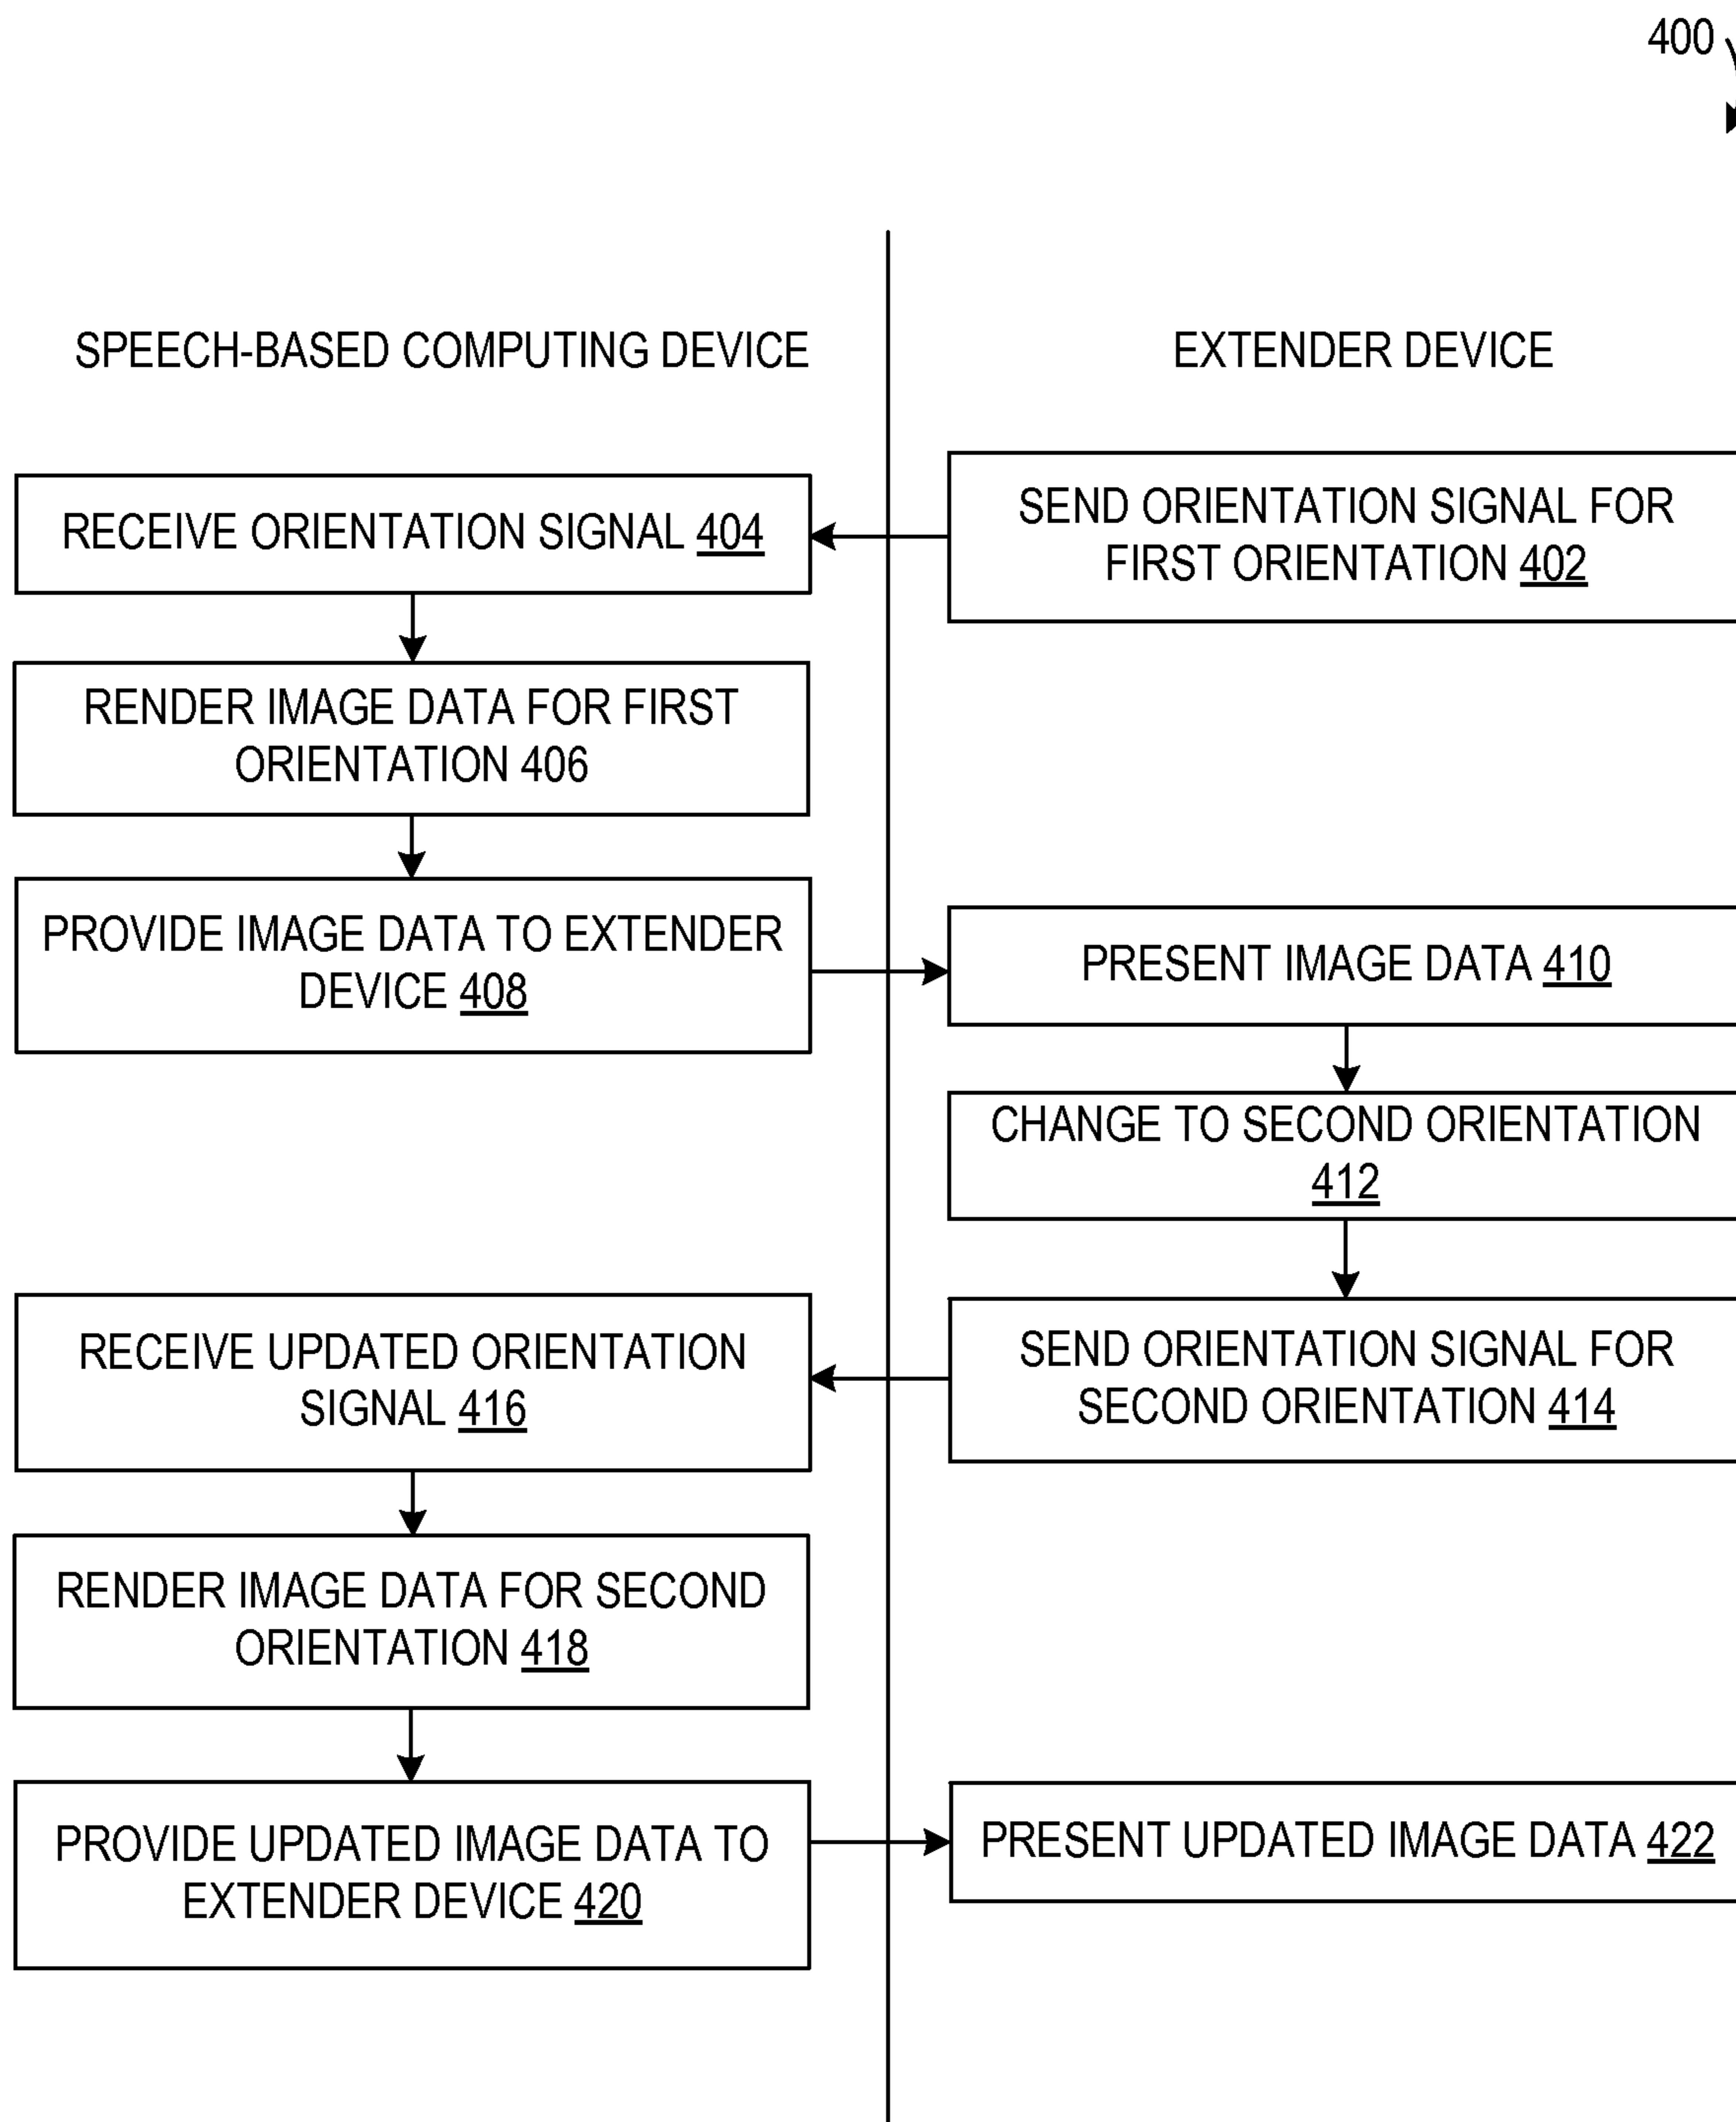 400
SPEECH-BASED COMPUTING DEVICE
EXTENDER DEVICE
SEND ORIENTATION SIGNAL FOR
FIRST ORIENTATION 402
RECEIVE ORIENTATION SIGNAL 404
RENDER IMAGE DATA FOR FIRST
ORIENTATION 406
PROVIDE IMAGE DATA TO EXTENDER
DEVICE 408
PRESENT IMAGE DATA 410
CHANGE TO SECOND ORIENTATION
412
SEND ORIENTATION SIGNAL FOR
SECOND ORIENTATION 414
RECEIVE UPDATED ORIENTATION
SIGNAL 416
RENDER IMAGE DATA FOR SECOND
ORIENTATION 418
PROVIDE UPDATED IMAGE DATA TO
EXTENDER DEVICE 420
PRESENT UPDATED IMAGE DATA 422